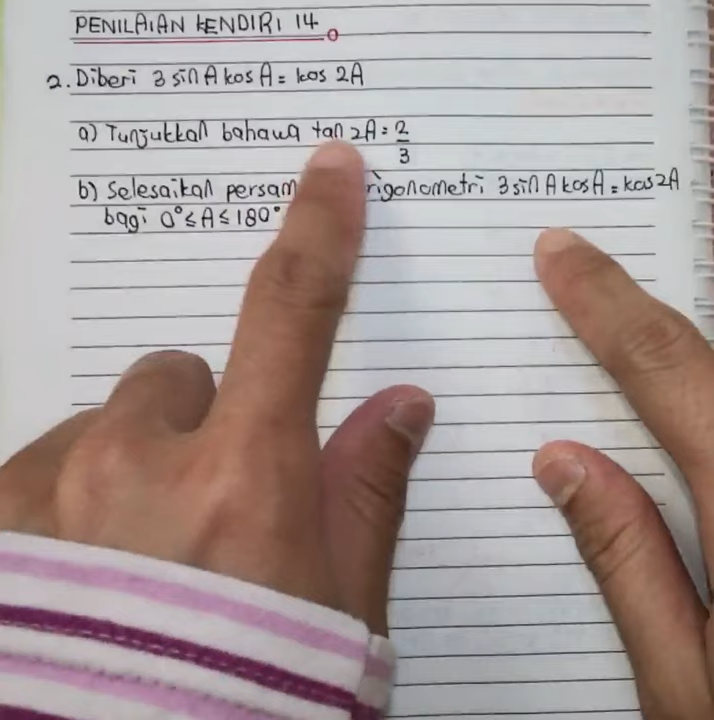 PENILAIAN KENDIRI 14
2. Diberi 3 sin A kos A = kos 2A
a) Tunjukkan bahawa tan 2A = 2/3
b) Selesaikan persam rigonometri 3 sin A kos A = kos 2A
bagi 0° ≤ A ≤ 180°